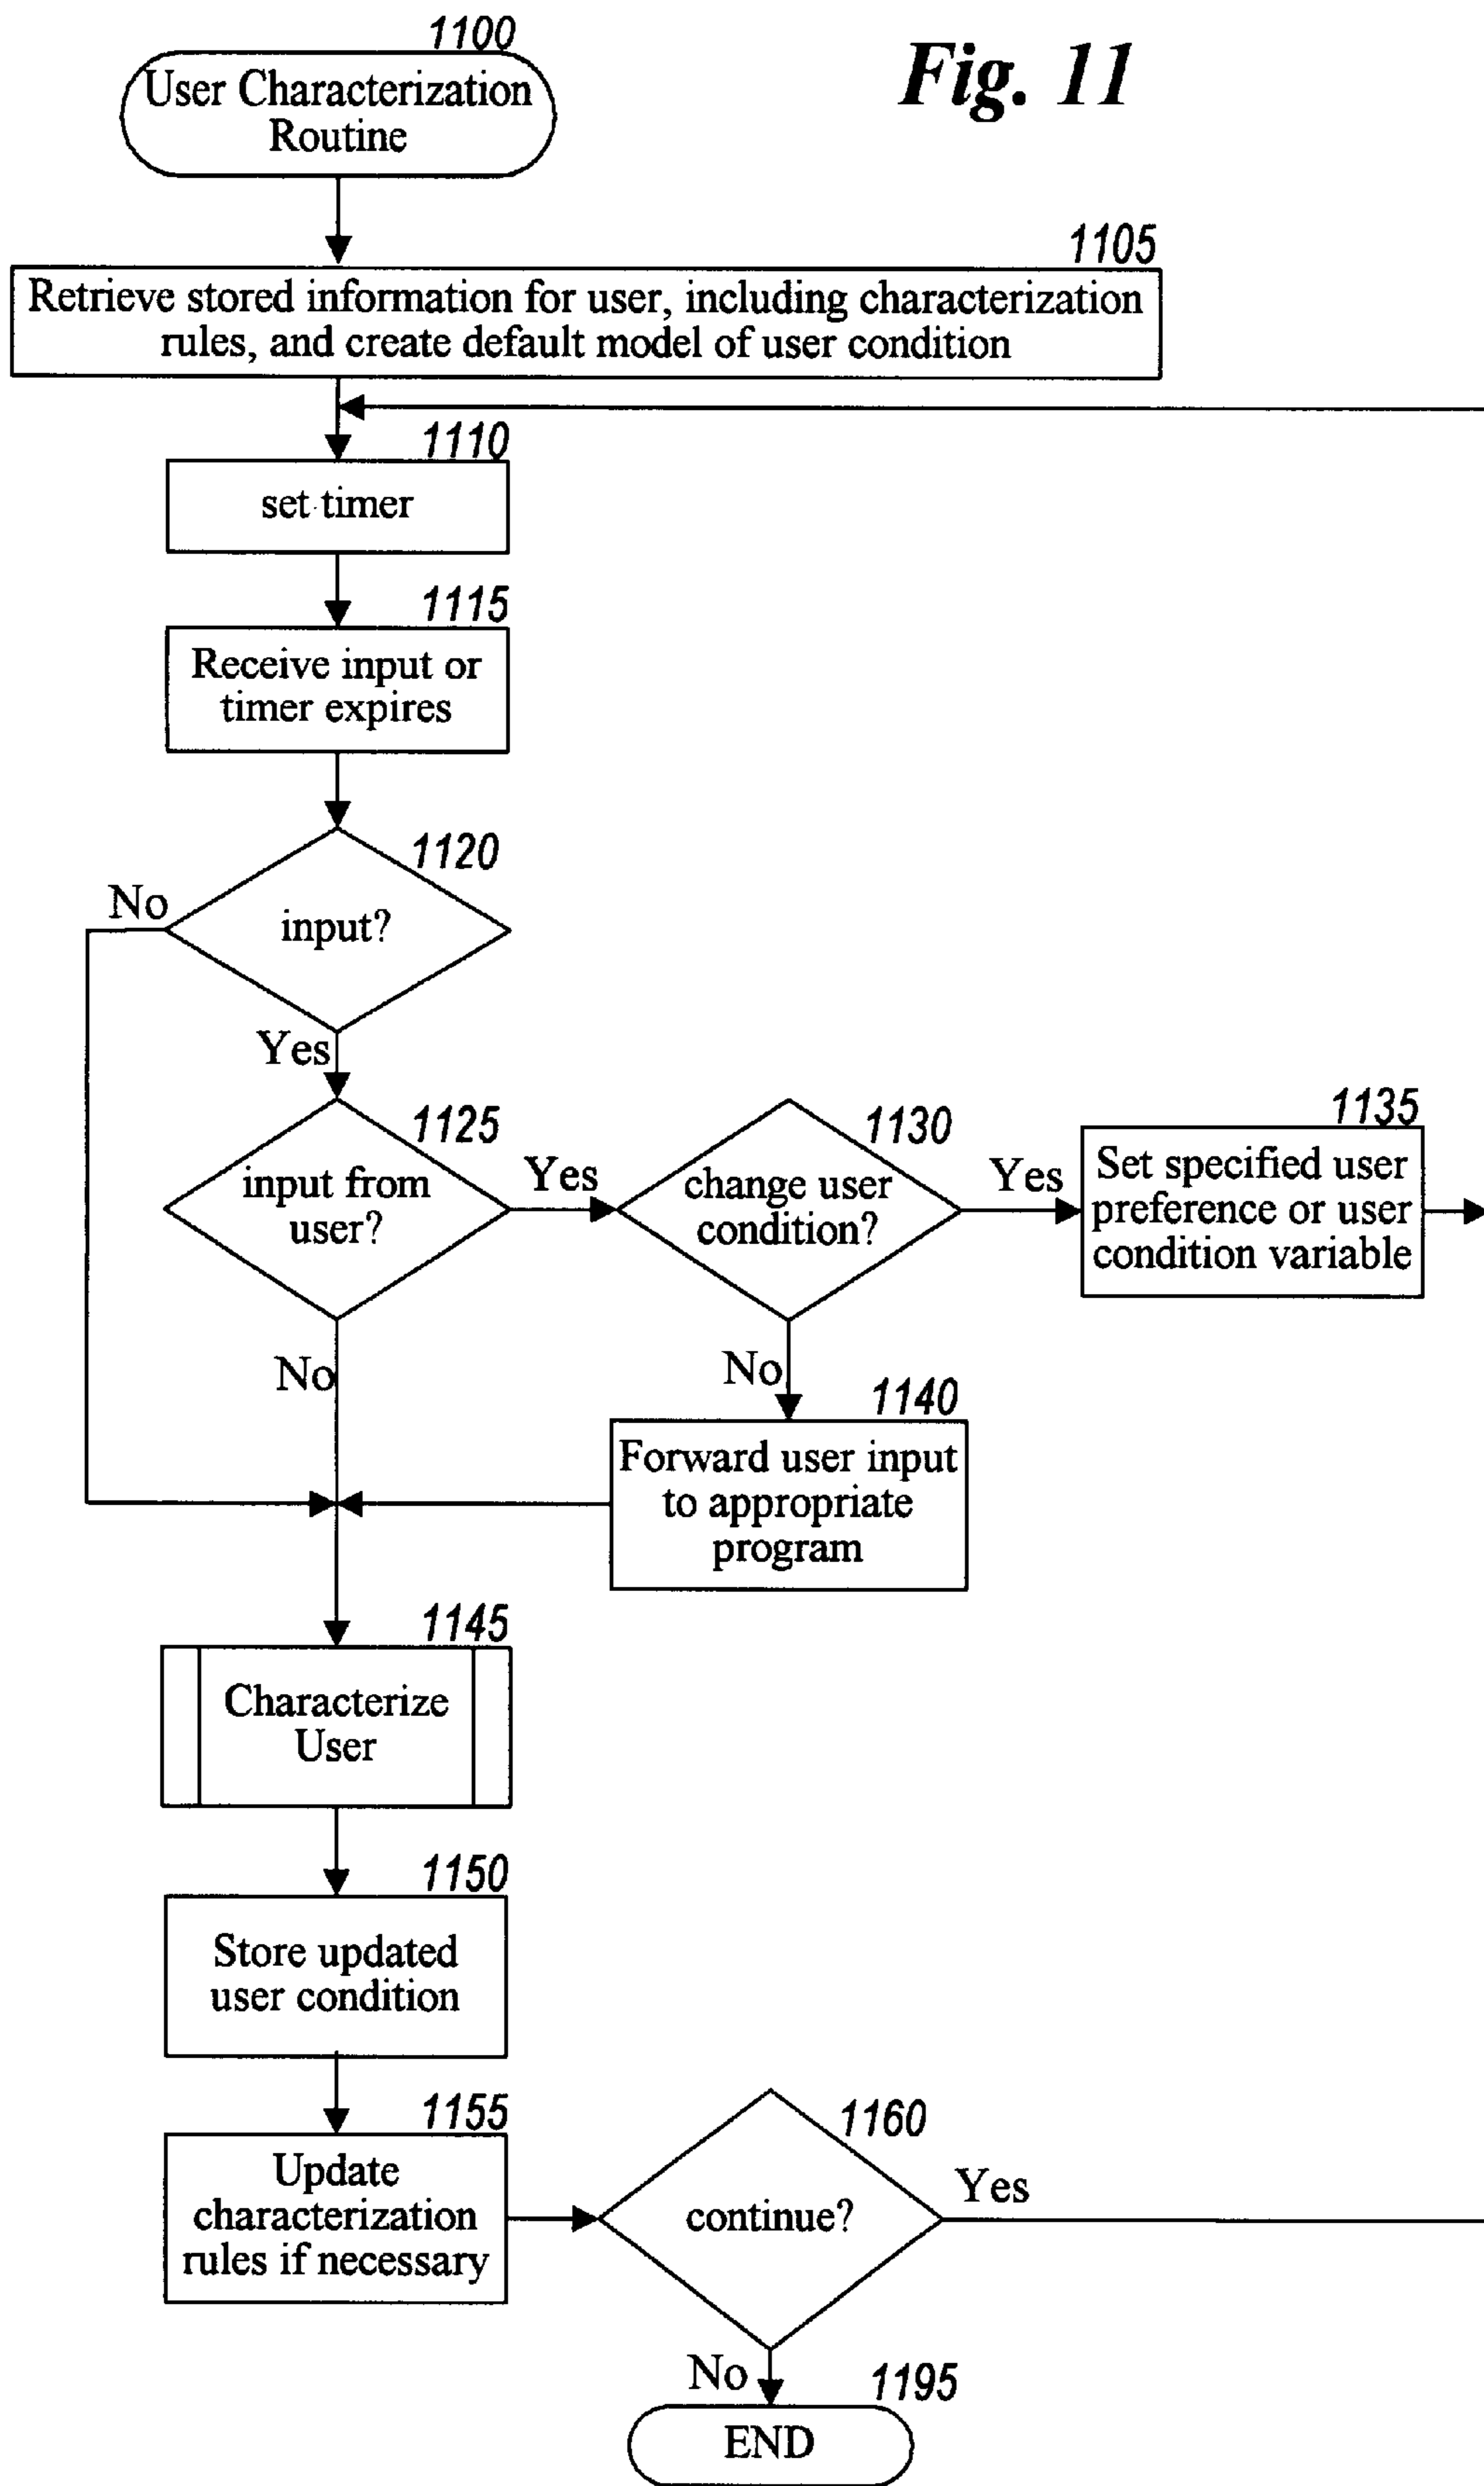 1100
Fig. 11
User Characterization
Routine
1105
Retrieve stored information for user, including characterization
rules, and create default model of user condition
1110
set timer
1115
Receive input or
timer expires
1120
No
input?
Yes
1125
input from
user?
Yes
1130
change user
condition?
Yes
1135
Set specified user
preference or user
condition variable
No
No
1140
Forward user input
to appropriate
program
1145
Characterize
User
1150
Store updated
user condition
1155
Update
characterization
rules if necessary
1160
continue?
Yes
No
1195
END